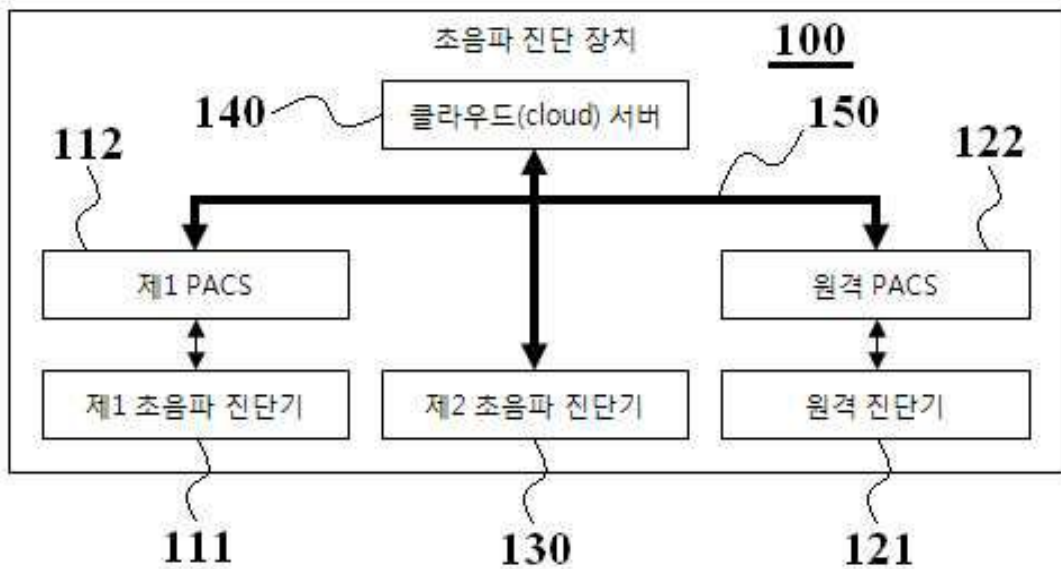 초음파 진단 장치
100
140
클라우드(cloud) 서버
150
112
122
제1 PACS
원격 PACS
제1 초음파 진단기
제2 초음파 진단기
원격 진단기
111
130
121